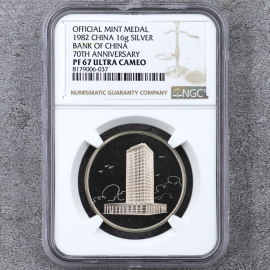 OFFICIAL MINT MEDAL
1982 CHINA 16g SILVER
BANK OF CHINA
70TH ANNIVERSARY
PF 67 ULTRA CAMEO
8179006-037
NUMISMATIC GUARANTY COMPANY
NGC